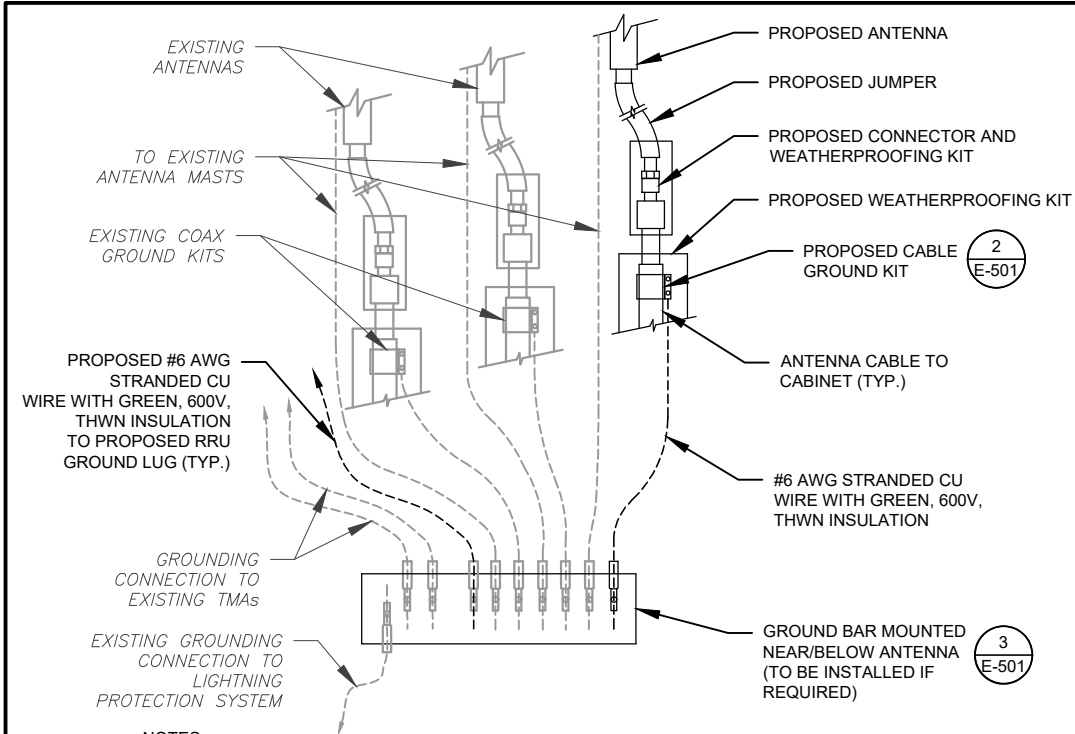 EXISTING
ANTENNAS
TO EXISTING
ANTENNA MASTS
EXISTING COAX
GROUND KITS
PROPOSED #6 AWG
STRANDED CU
WIRE WITH GREEN, 600V,
THWN INSULATION
TO PROPOSED RRU
GROUND LUG (TYP.)
GROUNDING
CONNECTION TO
EXISTING TMAs
EXISTING GROUNDING
CONNECTION TO
LIGHTNING
PROTECTION SYSTEM
PROPOSED ANTENNA
PROPOSED JUMPER
PROPOSED CONNECTOR AND
WEATHERPROOFING KIT
PROPOSED WEATHERPROOFING KIT
PROPOSED CABLE
GROUND KIT
2
E-501
ANTENNA CABLE TO
CABINET (TYP.)
#6 AWG STRANDED CU
WIRE WITH GREEN, 600V,
THWN INSULATION
GROUND BAR MOUNTED
NEAR/BELOW ANTENNA
(TO BE INSTALLED IF
REQUIRED)
3
E-501
NOTES